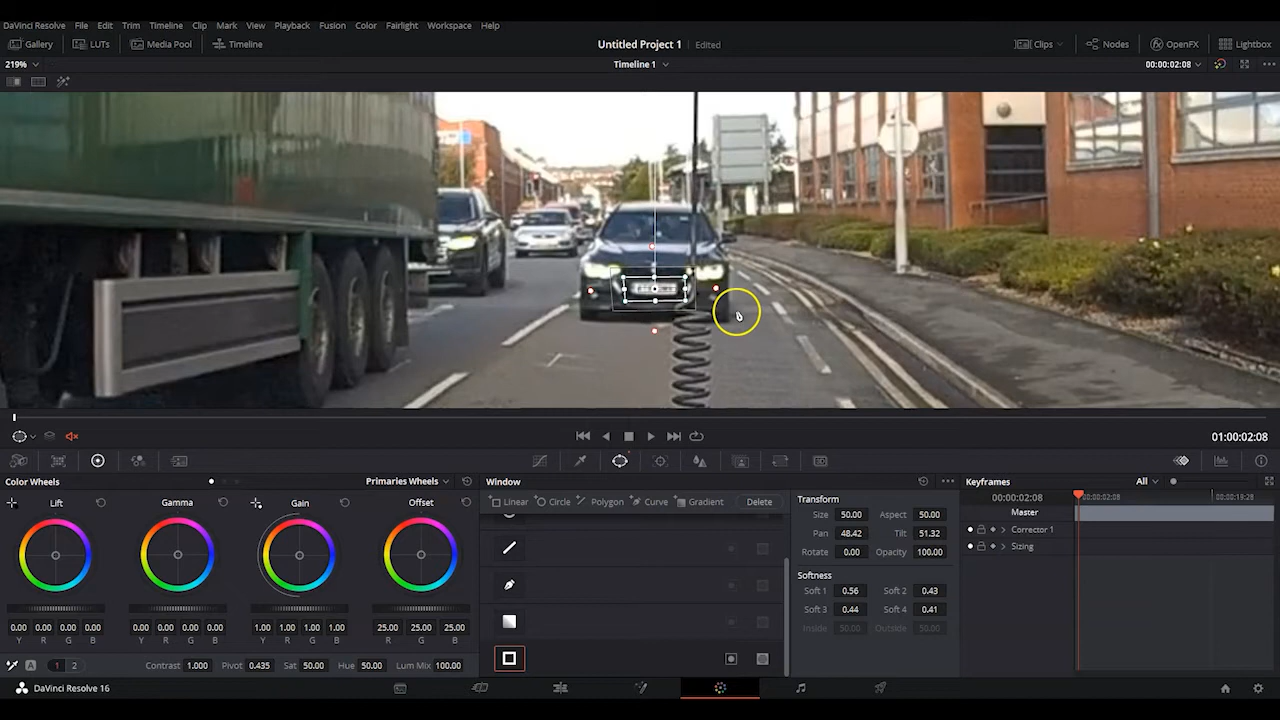 DaVinci Resolve File Edit Trim Timeline Clip Mark View Playback Fusion Color Fairlight Workspace Help
Gallery LUTs Media Pool Timeline Untitled Project 1 Edited Clips Nodes OpenFX Lightbox
219% Timeline 1 00:00:02:08
01:00:02:08
Color Wheels Primaries Wheels Window Keyframes All
Lift Gamma Gain Offset
Linear Circle Polygon Curve Gradient Delete
Transform
Size 50.00 Aspect 50.00
Pan 48.42 Tilt 51.32
Rotate 0.00 Opacity 100.00
Softness
Soft 1 0.56 Soft 2 0.43
Soft 3 0.44 Soft 4 0.41
Inside 50.00 Outside 50.00
00:00:02:08 00:00:02:08 00:00:19:28
Master
Corrector 1
Sizing
0.00 0.00 0.00 0.00 0.00 0.00 0.00 0.00 1.00 1.00 1.00 1.00 25.00 25.00 25.00
Y R G B Y R G B Y R G B R G B
A 1 2 Contrast 1.000 Pivot 0.435 Sat 50.00 Hue 50.00 Lum Mix 100.00
DaVinci Resolve 16